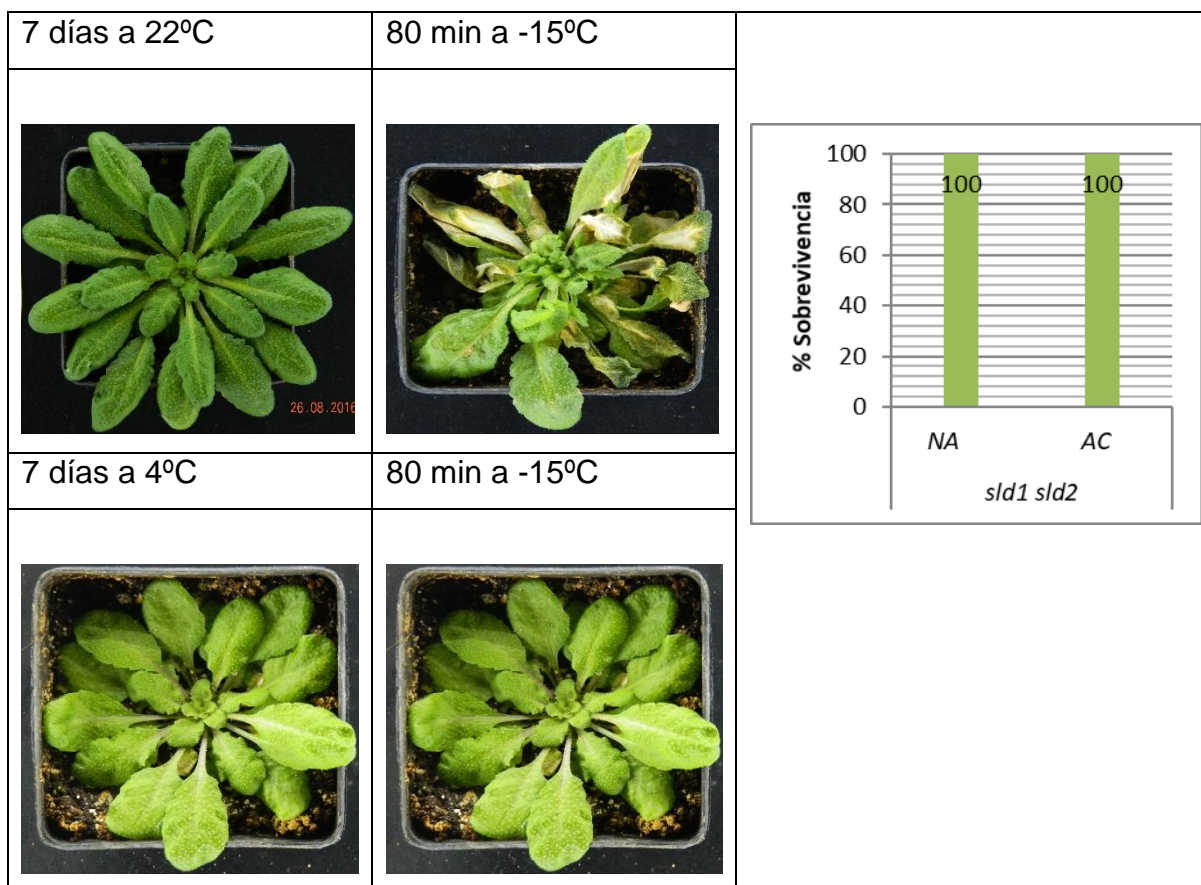 7 días a 22ºC
80 min a -15ºC
26.08.2016
7 días a 4ºC
80 min a -15ºC
% Sobrevivencia
100
80
60
40
20
0
100
100
NA
AC
sld1 sld2